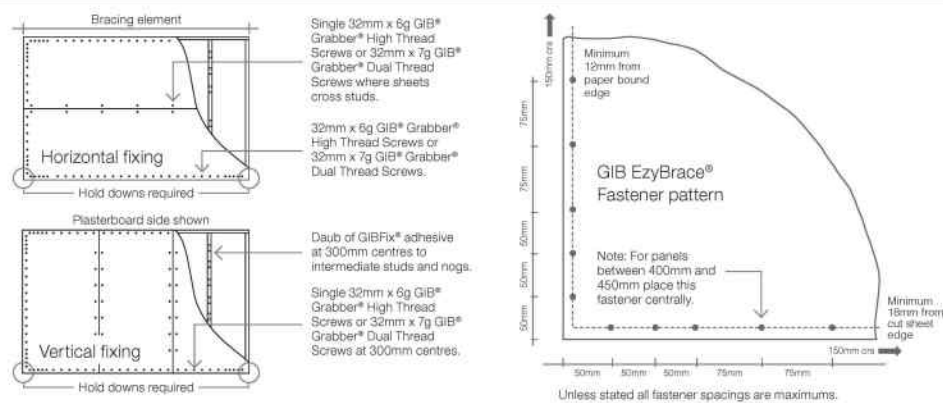 Bracing element
Single 32mm x 6g GIB®
Grabber® High Thread
Screws or 32mm x 7g GIB®
Grabber® Dual Thread
Screws where sheets
cross studs.
32mm x 6g GIB® Grabber®
High Thread Screws or
32mm x 7g GIB® Grabber®
Dual Thread Screws.
Horizontal fixing
Hold downs required
Plasterboard side shown
Daub of GIBFix® adhesive
at 300mm centres to
intermediate studs and nogs.
Single 32mm x 6g GIB®
Grabber® High Thread
Screws or 32mm x 7g GIB®
Grabber® Dual Thread
Screws at 300mm centres.
Vertical fixing
Hold downs required
150mm crs
Minimum
12mm from
paper bound
edge
75mm
75mm
50mm
50mm
50mm
GIB EzyBrace®
Fastener pattern
Note: For panels
between 400mm and
450mm place this
fastener centrally.
Minimum
18mm from
cut sheet
edge
150mm crs
50mm
50mm
50mm
75mm
75mm
Unless stated all fastener spacings are maximums.